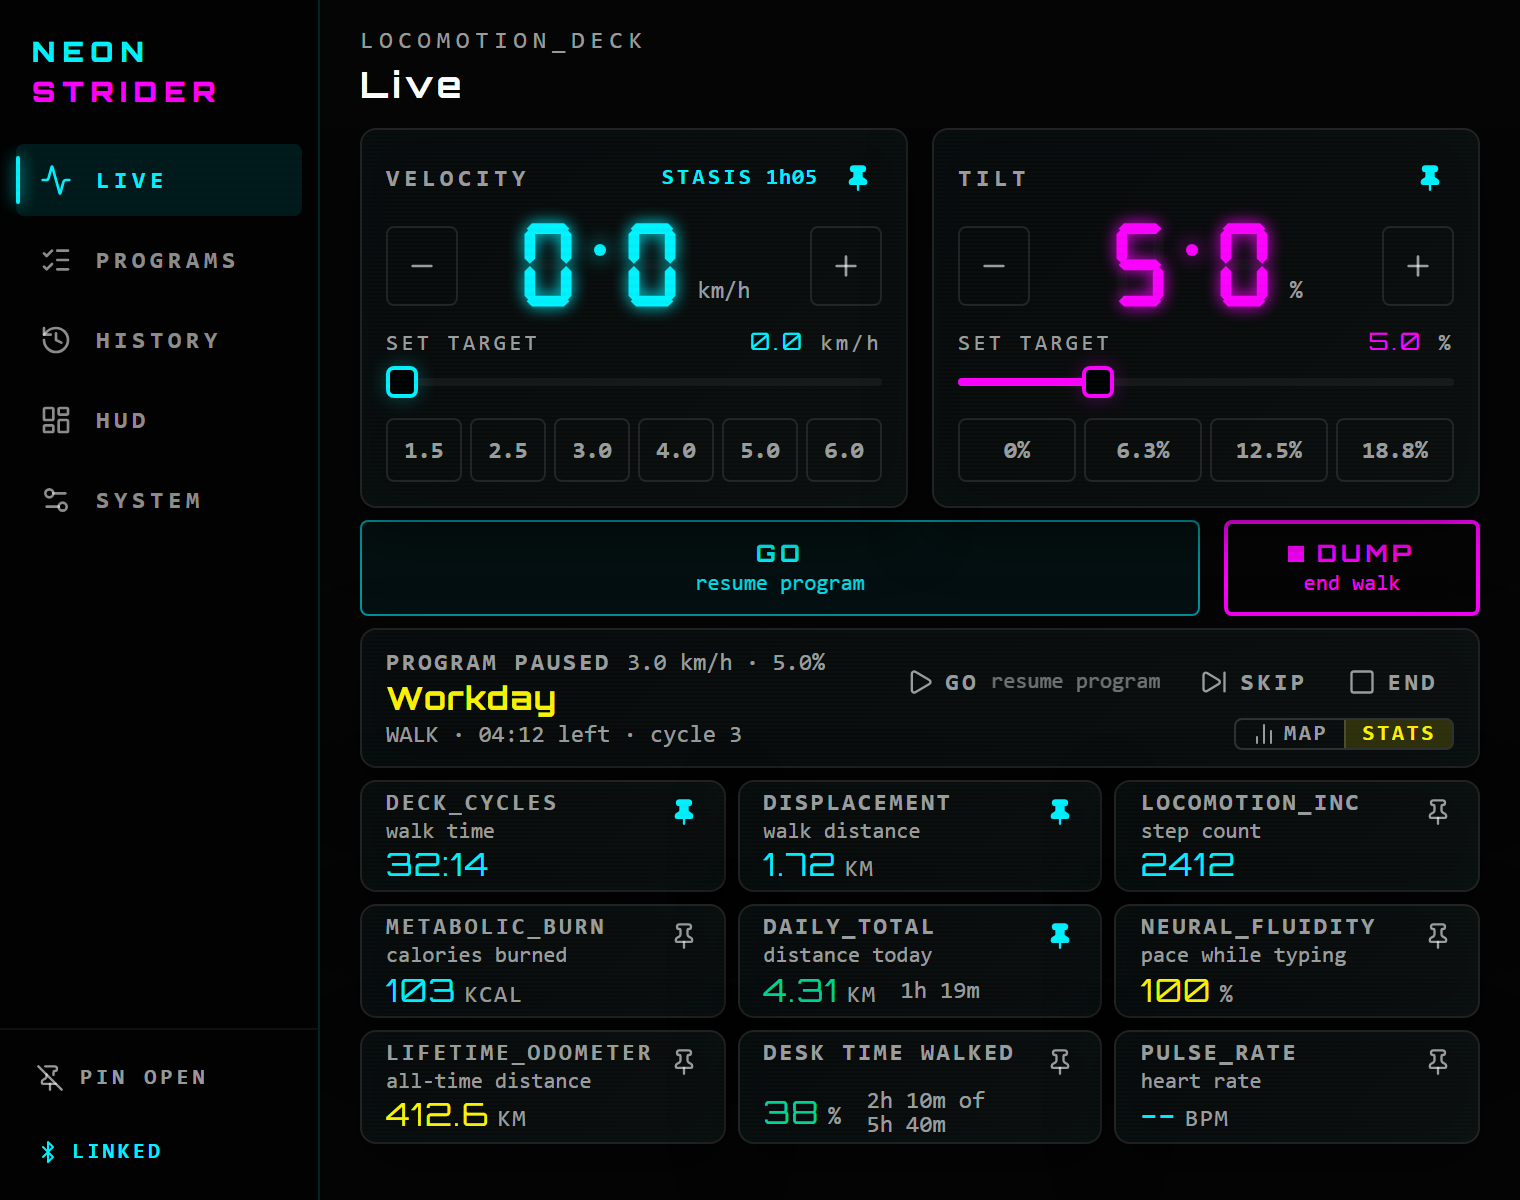 NEON
STRIDER
LIVE
PROGRAMS
HISTORY
HUD
SYSTEM
PIN OPEN
LINKED
LOCOMOTION_DECK
Live
VELOCITY STASIS 1h05
0.0 km/h
SET TARGET 0.0 km/h
1.5 2.5 3.0 4.0 5.0 6.0
TILT
5.0 %
SET TARGET 5.0 %
0% 6.3% 12.5% 18.8%
GO
resume program
DUMP
end walk
PROGRAM PAUSED 3.0 km/h · 5.0%
Workday
WALK · 04:12 left · cycle 3
GO resume program SKIP END
MAP STATS
DECK_CYCLES
walk time
32:14
DISPLACEMENT
walk distance
1.72 KM
LOCOMOTION_INC
step count
2412
METABOLIC_BURN
calories burned
103 KCAL
DAILY_TOTAL
distance today
4.31 KM 1h 19m
NEURAL_FLUIDITY
pace while typing
100 %
LIFETIME_ODOMETER
all-time distance
412.6 KM
DESK TIME WALKED
38 % 2h 10m of
5h 40m
PULSE_RATE
heart rate
-- BPM